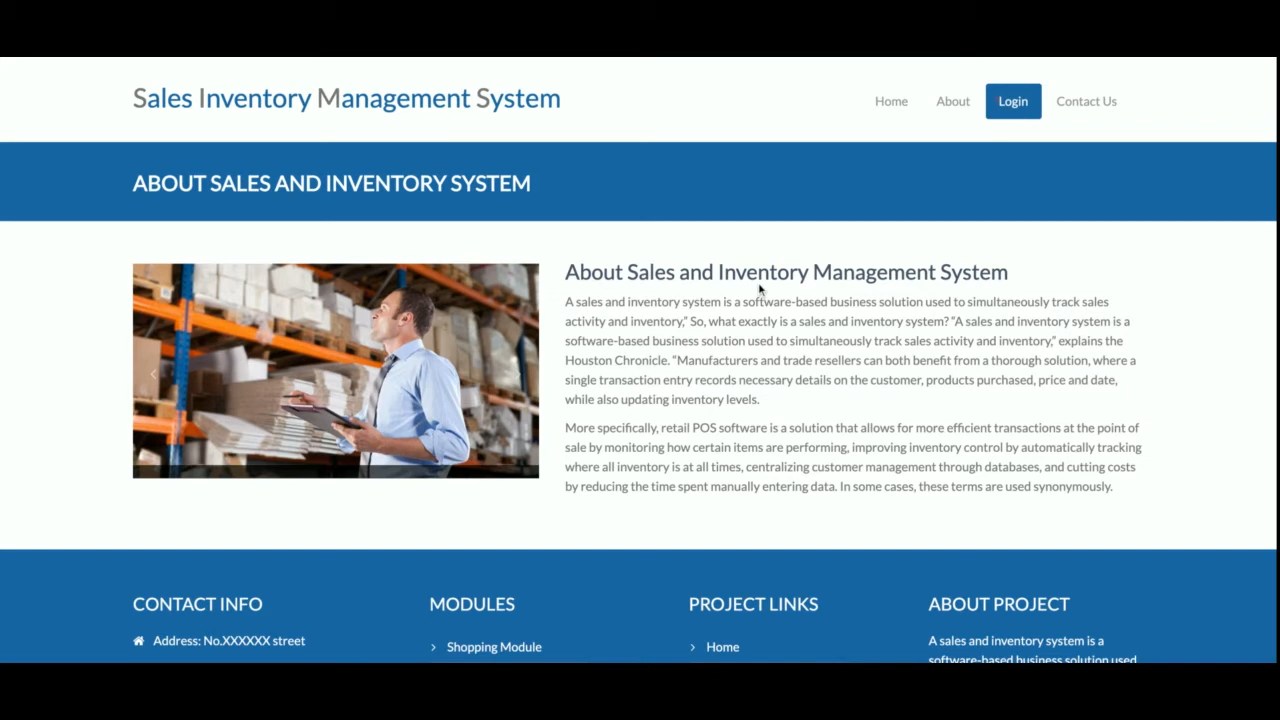 Sales Inventory Management System
Home
About
Login
Contact Us
ABOUT SALES AND INVENTORY SYSTEM
About Sales and Inventory Management System
A sales and inventory system is a software-based business solution used to simultaneously track sales
activity and inventory,” So, what exactly is a sales and inventory system? “A sales and inventory system is a
software-based business solution used to simultaneously track sales activity and inventory,” explains the
Houston Chronicle. “Manufacturers and trade resellers can both benefit from a thorough solution, where a
single transaction entry records necessary details on the customer, products purchased, price and date,
while also updating inventory levels.
More specifically, retail POS software is a solution that allows for more efficient transactions at the point of
sale by monitoring how certain items are performing, improving inventory control by automatically tracking
where all inventory is at all times, centralizing customer management through databases, and cutting costs
by reducing the time spent manually entering data. In some cases, these terms are used synonymously.
CONTACT INFO
Address: No.XXXXXX street
MODULES
Shopping Module
PROJECT LINKS
Home
ABOUT PROJECT
A sales and inventory system is a
software-based business solution used